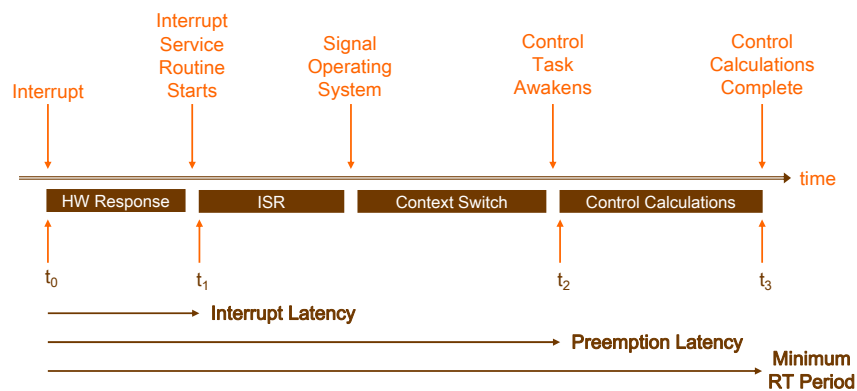 Interrupt
Interrupt
Service
Routine
Starts
Signal
Operating
System
Control
Task
Awakens
Control
Calculations
Complete
time
HW Response
ISR
Context Switch
Control Calculations
t0
t1
t2
t3
Interrupt Latency
Preemption Latency
Minimum
RT Period